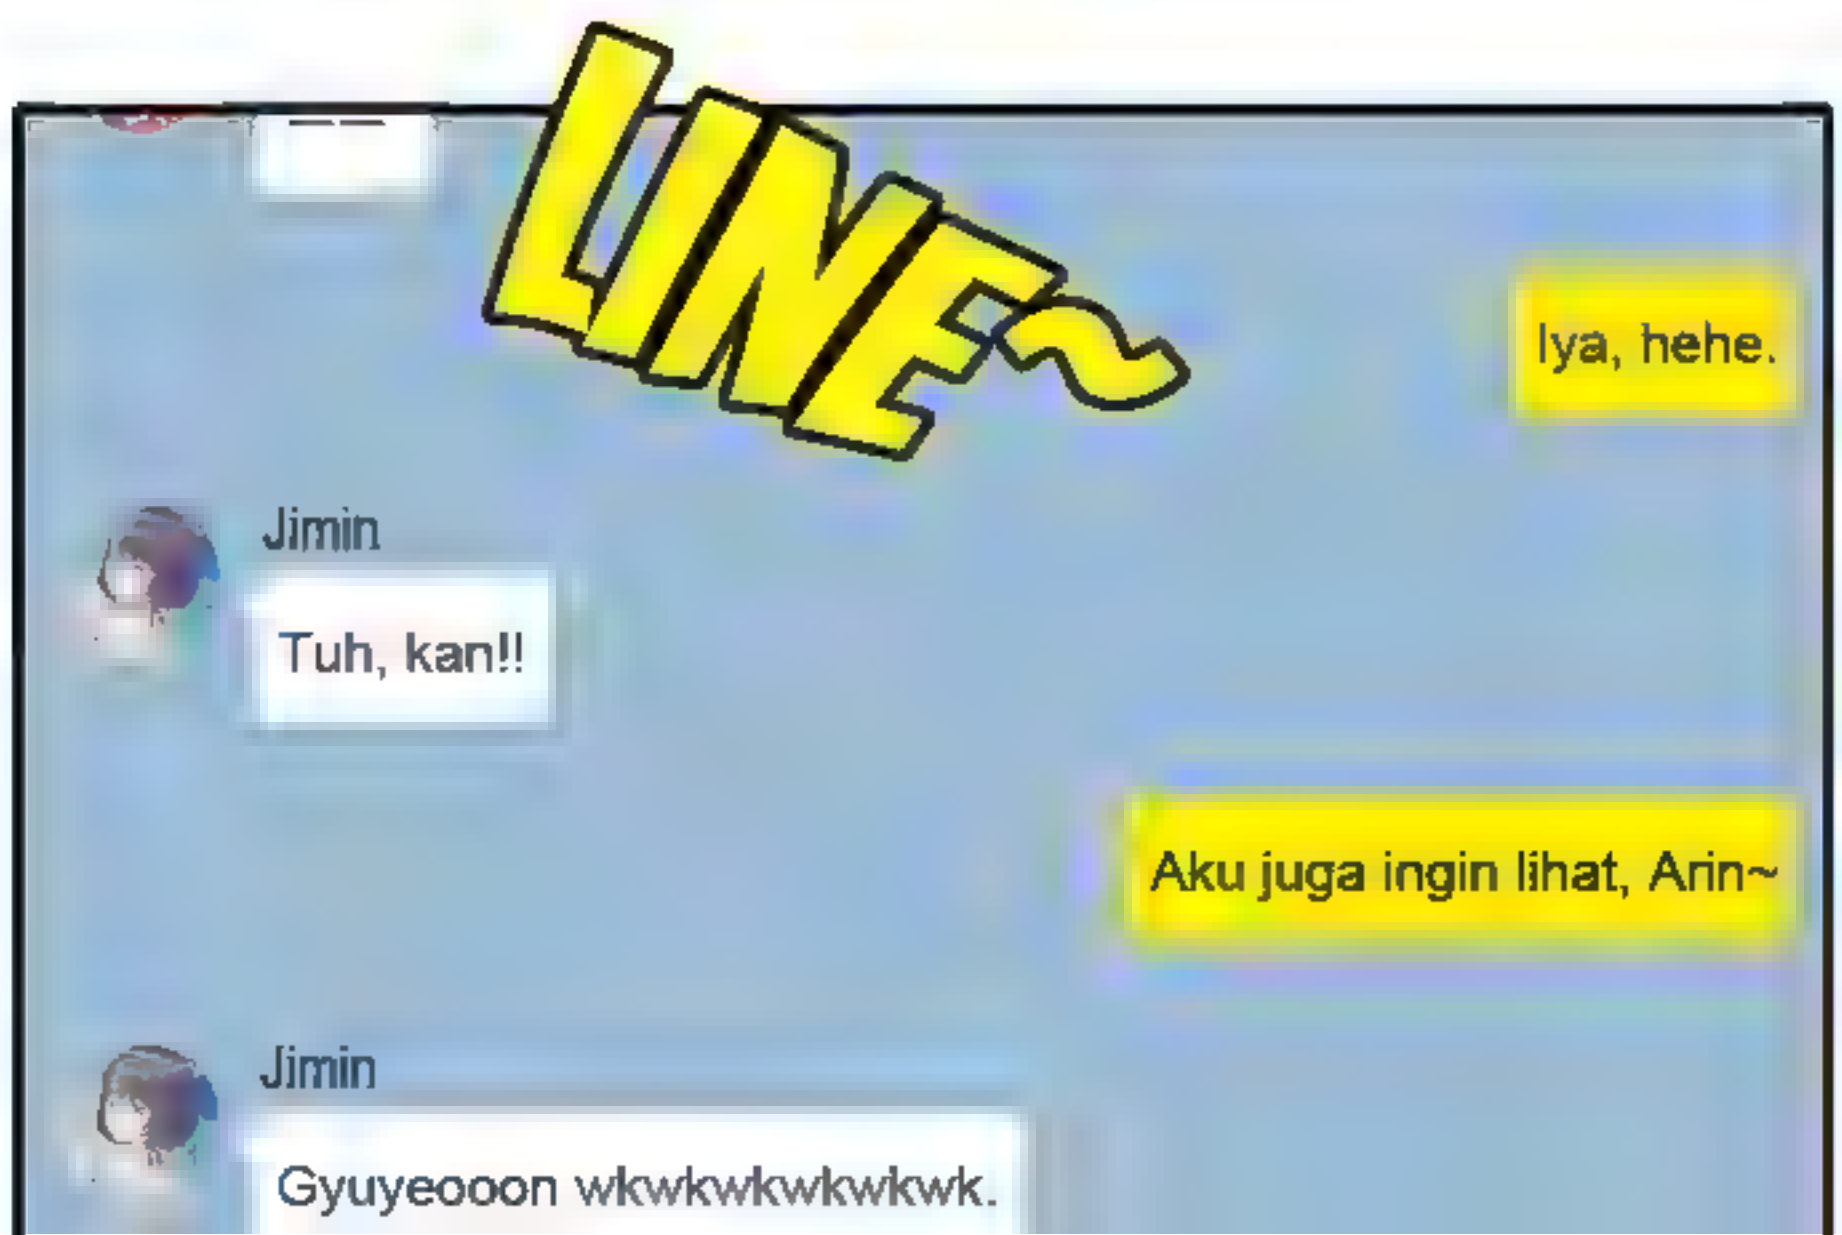 LINE~
Iya, hehe.
Jimin
Tuh, kan!!
Aku juga ingin lihat, Arin~
Jimin
Gyuyeooon wkwkwkwkwkwk.